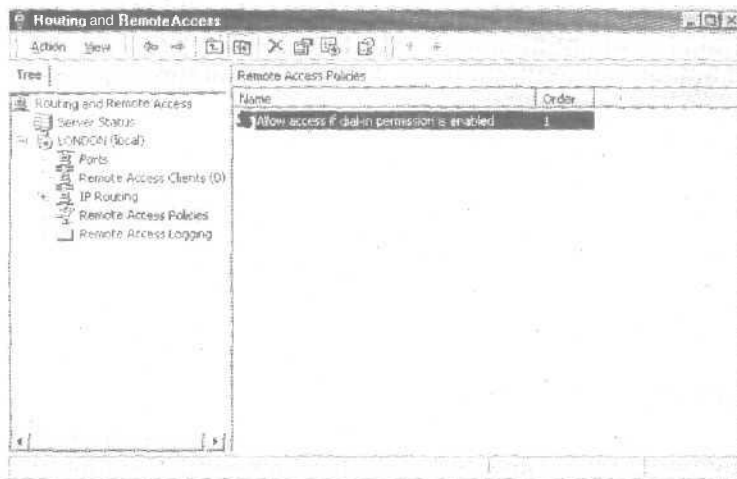 Routing and Remote Access
Action View
Tree
Remote Access Policies
Name Order
Routing and Remote Access
Server Status
LONDON (local)
Ports
Remote Access Clients (0)
IP Routing
Remote Access Policies
Remote Access Logging
Allow access if dial-in permission is enabled 1